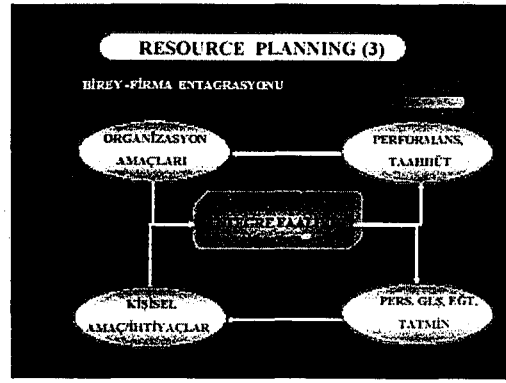 RESOURCE PLANNING (3)
BİREY-FİRMA ENTAGRASYONU
ORGANİZASYON
AMAÇLARI
PERFORMANS,
TAAHHÜT
KİŞİSEL
AMAÇ/İHTİYAÇLAR
PERS. GLŞ. EĞT.
TATMİN